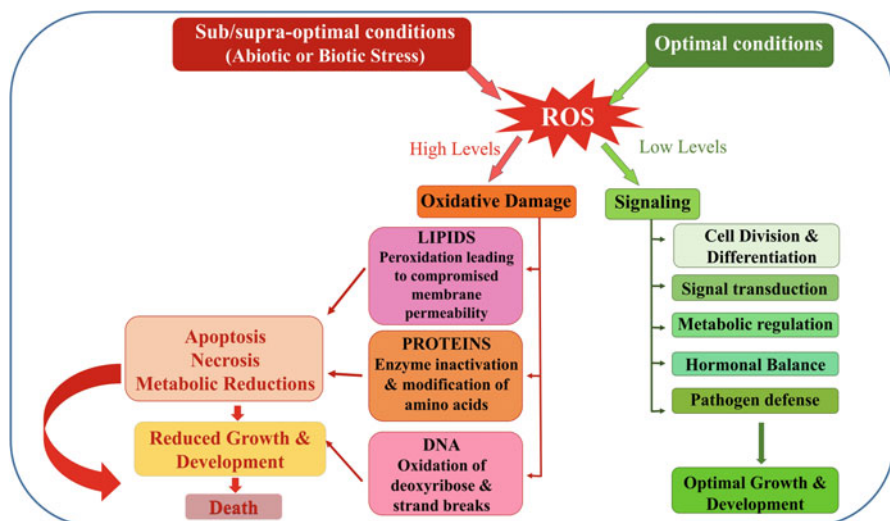 Sub/supra-optimal conditions
(Abiotic or Biotic Stress)
Optimal conditions
ROS
High Levels
Low Levels
Oxidative Damage
Signaling
LIPIDS
Peroxidation leading
to compromised
membrane
permeability
PROTEINS
Enzyme inactivation
& modification of
amino acids
DNA
Oxidation of
deoxyribose &
strand breaks
Apoptosis
Necrosis
Metabolic Reductions
Reduced Growth &
Development
Death
Cell Division &
Differentiation
Signal transduction
Metabolic regulation
Hormonal Balance
Pathogen defense
Optimal Growth &
Development